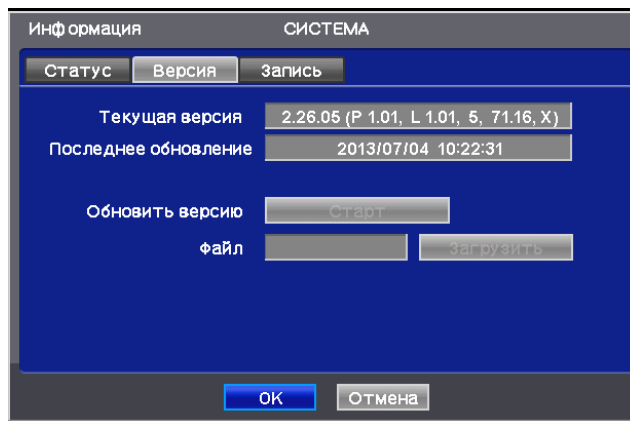 Информация СИСТЕМА
Статус Версия Запись
Текущая версия 2.26.05 (P 1.01, L 1.01, 5, 71.16, X)
Последнее обновление 2013/07/04 10:22:31
Обновить версию Старт
Файл Загрузить
OK Отмена